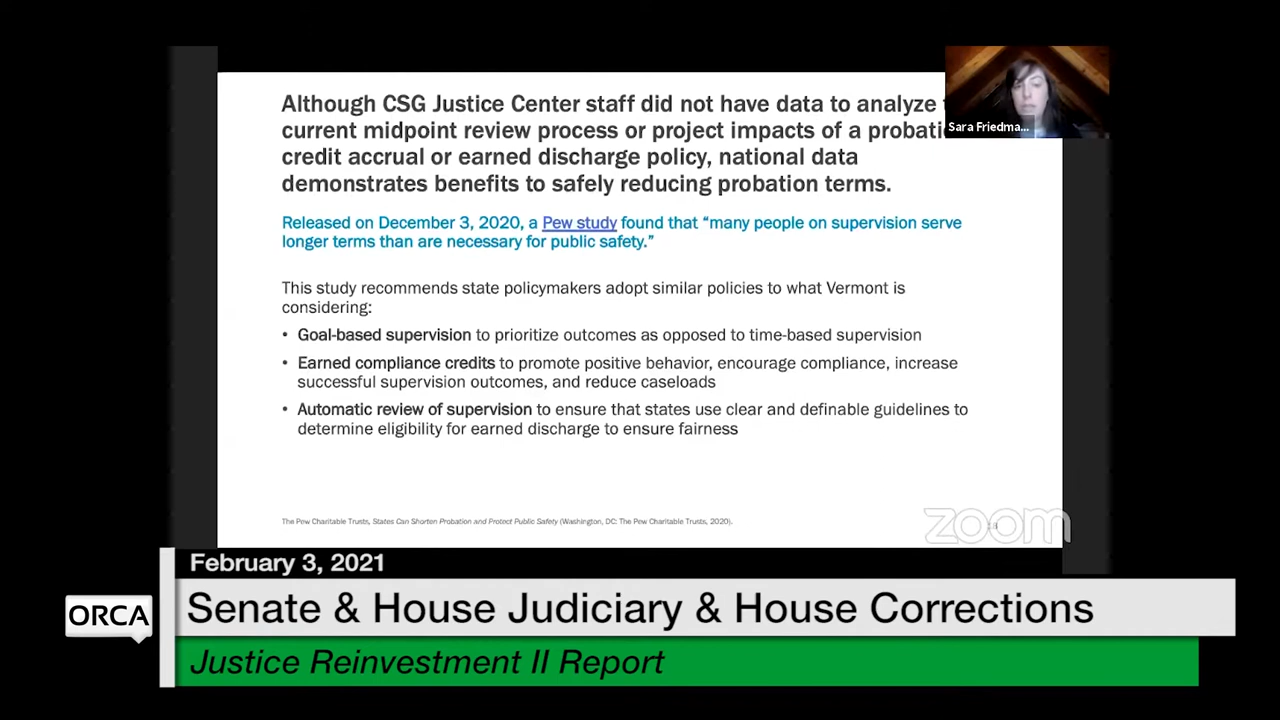 Although CSG Justice Center staff did not have data to analyze
current midpoint review process or project impacts of a
credit accrual or earned discharge policy, national data
demonstrates benefits to safely reducing probation terms.
Sara Friedma...
Released on December 3, 2020, a Pew study found that “many people on supervision serve
longer terms than are necessary for public safety.”
This study recommends state policymakers adopt similar policies to what Vermont is
considering:
• Goal-based supervision to prioritize outcomes as opposed to time-based supervision
• Earned compliance credits to promote positive behavior, encourage compliance, increase
successful supervision outcomes, and reduce caseloads
• Automatic review of supervision to ensure that states use clear and definable guidelines to
determine eligibility for earned discharge to ensure fairness
The Pew Charitable Trusts, States Can Shorten Probation and Protect Public Safety (Washington, DC: The Pew Charitable Trusts, 2020).
zoom
February 3, 2021
ORCA
Senate & House Judiciary & House Corrections
Justice Reinvestment II Report